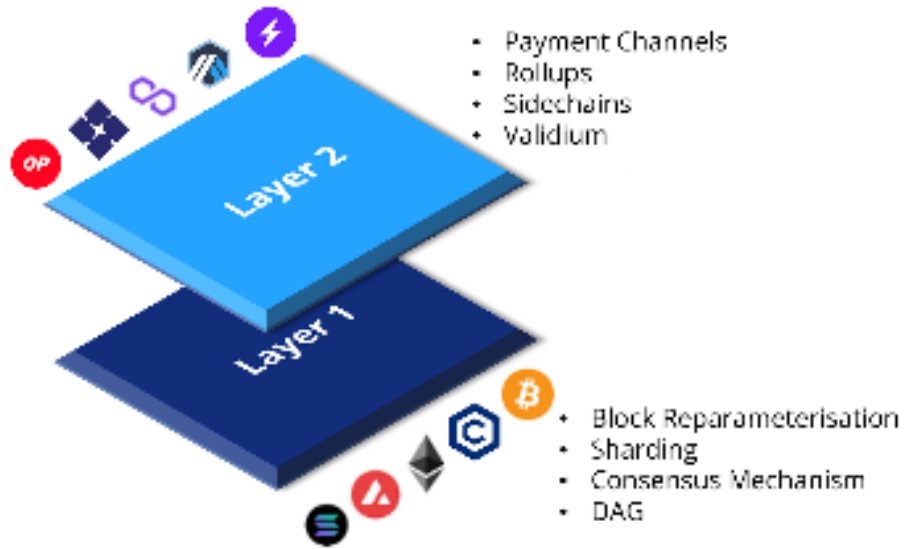 • Payment Channels
• Rollups
• Sidechains
• Validium
OP
Layer 2
Layer 1
• Block Reparameterisation
• Sharding
• Consensus Mechanism
• DAG